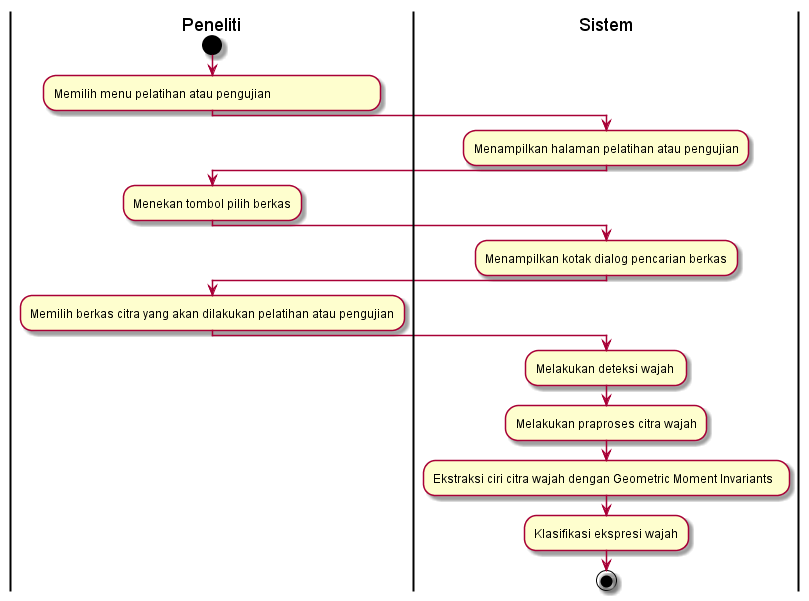 Peneliti
Sistem
Memilih menu pelatihan atau pengujian
Menampilkan halaman pelatihan atau pengujian
Menekan tombol pilih berkas
Menampilkan kotak dialog pencarian berkas
Memilih berkas citra yang akan dilakukan pelatihan atau pengujian
Melakukan deteksi wajah
Melakukan praproses citra wajah
Ekstraksi ciri citra wajah dengan Geometric Moment Invariants
Klasifikasi ekspresi wajah